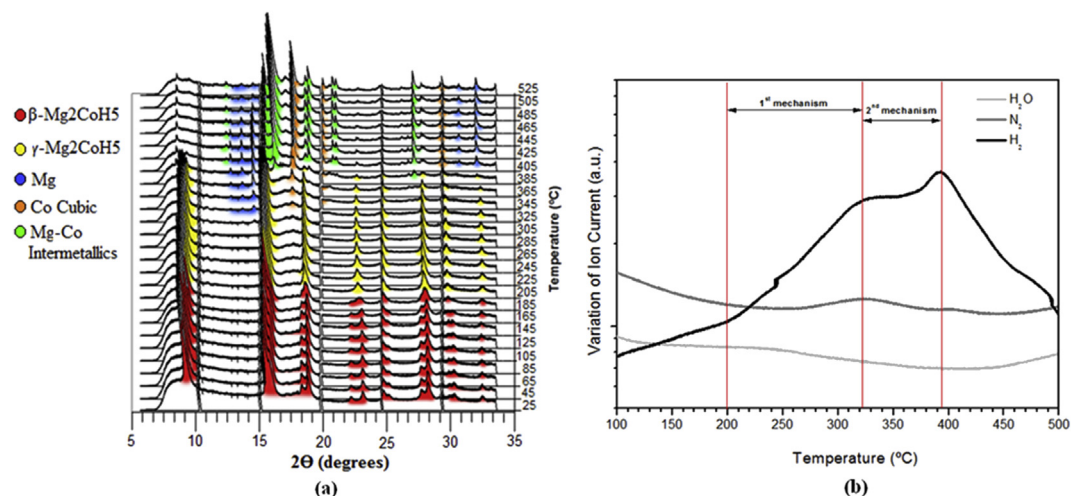 β-Mg2CoH5
γ-Mg2CoH5
Mg
Co Cubic
Mg-Co
Intermetallics
525
505
485
465
445
425
405
385
365
345
325
305
285
265
245
225
205
185
165
145
125
105
85
65
45
25
Temperature (ºC)
5 10 15 20 25 30 35
2Θ (degrees)
(a)
Variation of Ion Current (a.u.)
1st mechanism
2nd mechanism
H2O
N2
H2
100 150 200 250 300 350 400 450 500
Temperature (ºC)
(b)